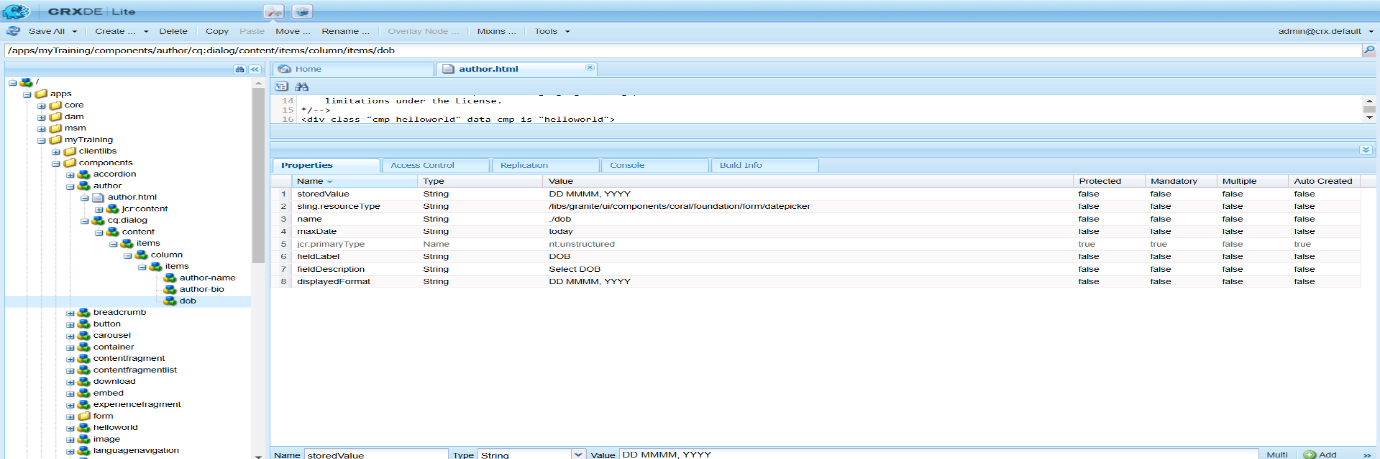 CRXDE | Lite
Save All Create ... Delete Copy Paste Move ... Rename ... Overlay Node ... Mixins ... Tools admin@crx.default
/apps/myTraining/components/author/cq:dialog/content/items/column/items/dob
/
apps
core
dam
msm
myTraining
clientlibs
components
accordion
author
author.html
jcr:content
cq:dialog
content
items
column
items
author-name
author-bio
dob
breadcrumb
button
carousel
container
contentfragment
contentfragmentlist
download
embed
experiencefragment
form
helloworld
image
languagenavigation
Home author.html
14 limitations under the License.
15 */-->
16 <div class="cmp-helloworld" data-cmp-is="helloworld">
Properties Access Control Replication Console Build Info
Name Type Value Protected Mandatory Multiple Auto Created
1 storedValue String DD MMMM, YYYY false false false false
2 sling:resourceType String /libs/granite/ui/components/coral/foundation/form/datepicker false false false false
3 name String ./dob false false false false
4 maxDate String today false false false false
5 jcr:primaryType Name nt:unstructured true true false true
6 fieldLabel String DOB false false false false
7 fieldDescription String Select DOB false false false false
8 displayedFormat String DD MMMM, YYYY false false false false
Name storedValue Type String Value DD MMMM, YYYY Multi Add